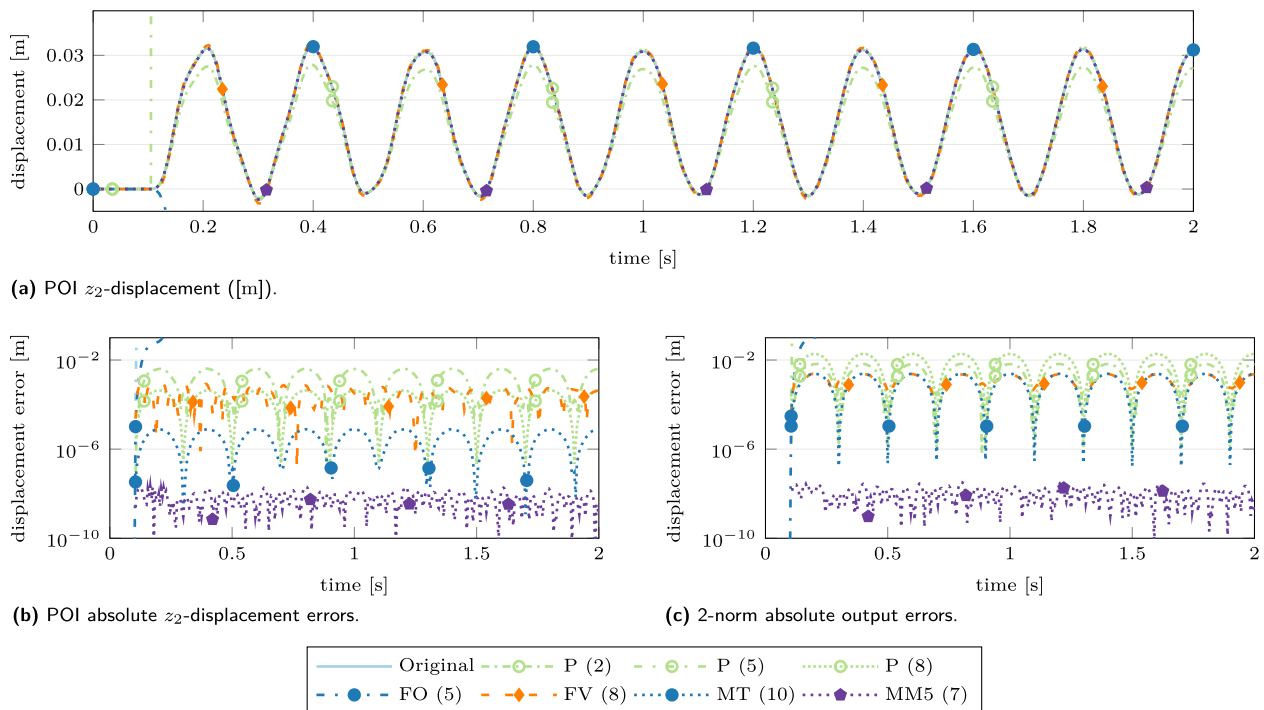 displacement [m]
0.03
0.02
0.01
0
0 0.2 0.4 0.6 0.8 1 1.2 1.4 1.6 1.8 2
time [s]
(a) POI z₂-displacement ([m]).
displacement error [m]
10⁻²
10⁻⁶
10⁻¹⁰
0 0.5 1 1.5 2
time [s]
(b) POI absolute z₂-displacement errors.
displacement error [m]
10⁻²
10⁻⁶
10⁻¹⁰
0 0.5 1 1.5 2
time [s]
(c) 2-norm absolute output errors.
Original P (2) P (5) P (8)
FO (5) FV (8) MT (10) MM5 (7)